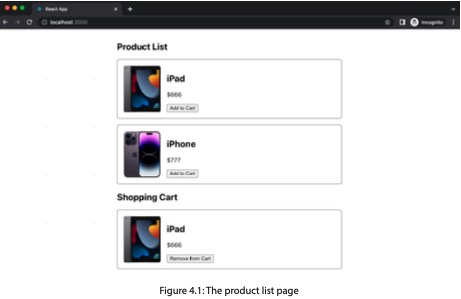 React App
localhost:3000
Incognito
Product List
iPad
$666
Add to Cart
iPhone
$777
Add to Cart
Shopping Cart
iPad
$666
Remove from Cart
Figure 4.1: The product list page